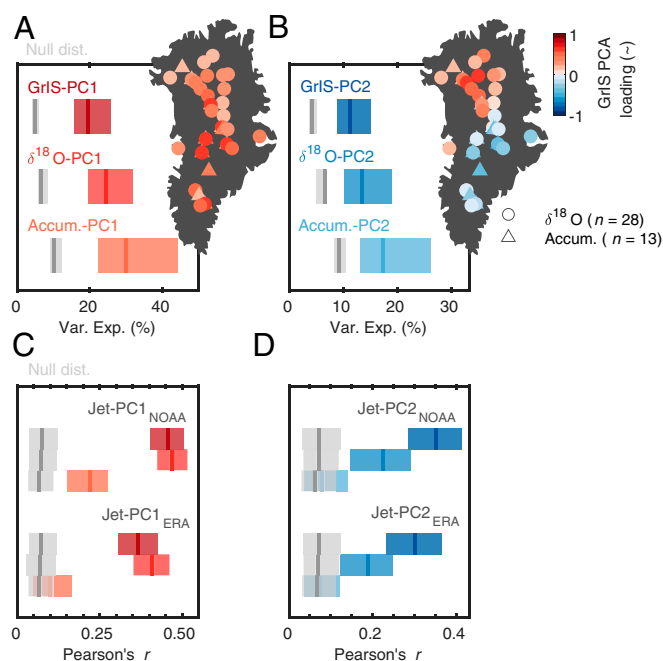 A
Null dist.
GrIS-PC1
δ18O-PC1
Accum.-PC1
0 20 40
Var. Exp. (%)
B
GrIS-PC2
δ18O-PC2
Accum.-PC2
0 10 20 30
Var. Exp. (%)
1
0
-1
GrIS PCA
loading (~)
δ18O (n = 28)
Accum. (n = 13)
C
Null dist.
Jet-PC1NOAA
Jet-PC1ERA
0 0.25 0.50
Pearson's r
D
Jet-PC2NOAA
Jet-PC2ERA
0 0.2 0.4
Pearson's r